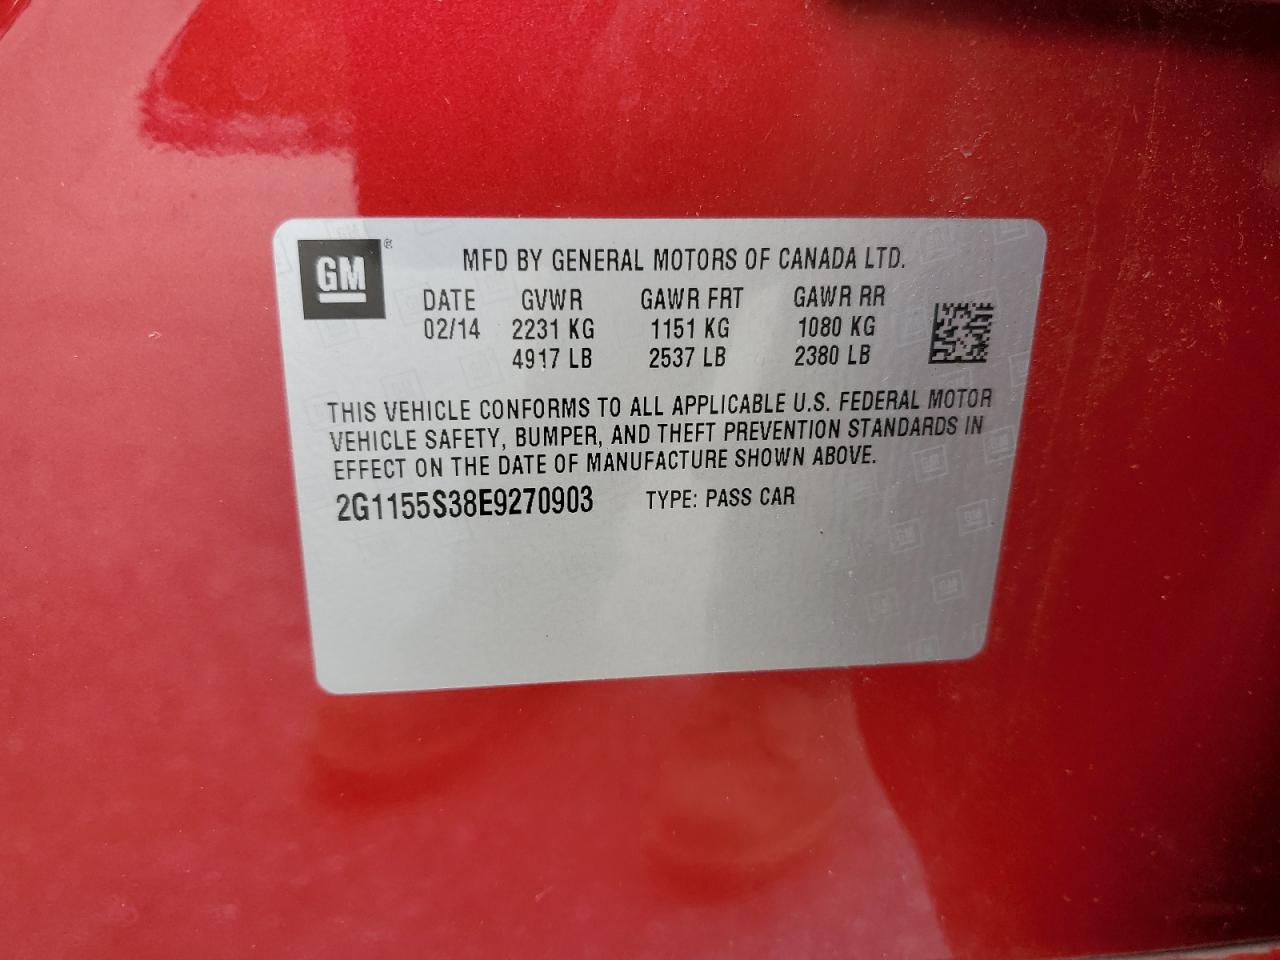 GM ®
MFD BY GENERAL MOTORS OF CANADA LTD.
DATE GVWR GAWR FRT GAWR RR
02/14 2231 KG 1151 KG 1080 KG
4917 LB 2537 LB 2380 LB
THIS VEHICLE CONFORMS TO ALL APPLICABLE U.S. FEDERAL MOTOR
VEHICLE SAFETY, BUMPER, AND THEFT PREVENTION STANDARDS IN
EFFECT ON THE DATE OF MANUFACTURE SHOWN ABOVE.
2G1155S38E9270903 TYPE: PASS CAR